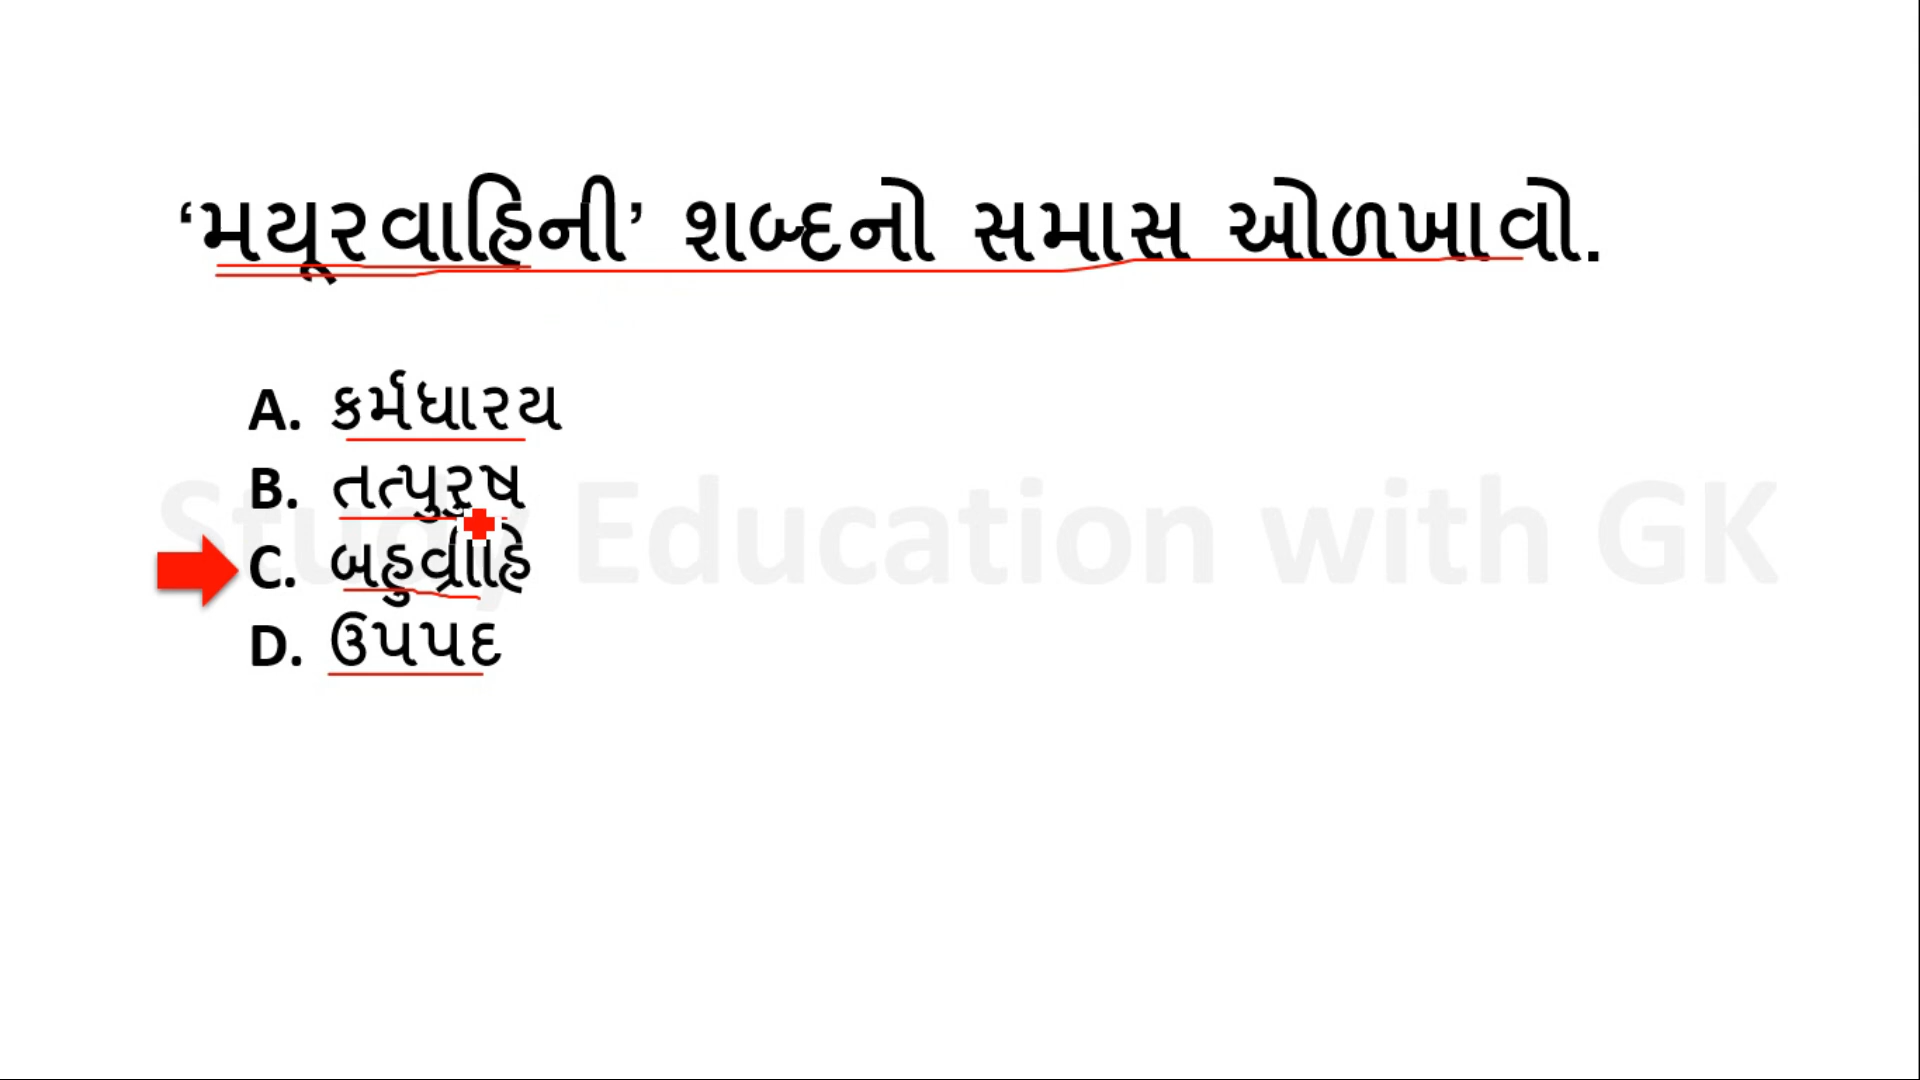 ‘મયૂરવાહિની’ શબ્દનો સમાસ ઓળખાવો.
A. કર્મધારય
B. તત્પુરુષ
Study Education with GK
C. બહુવ્રીહિ
D. ઉપપદ